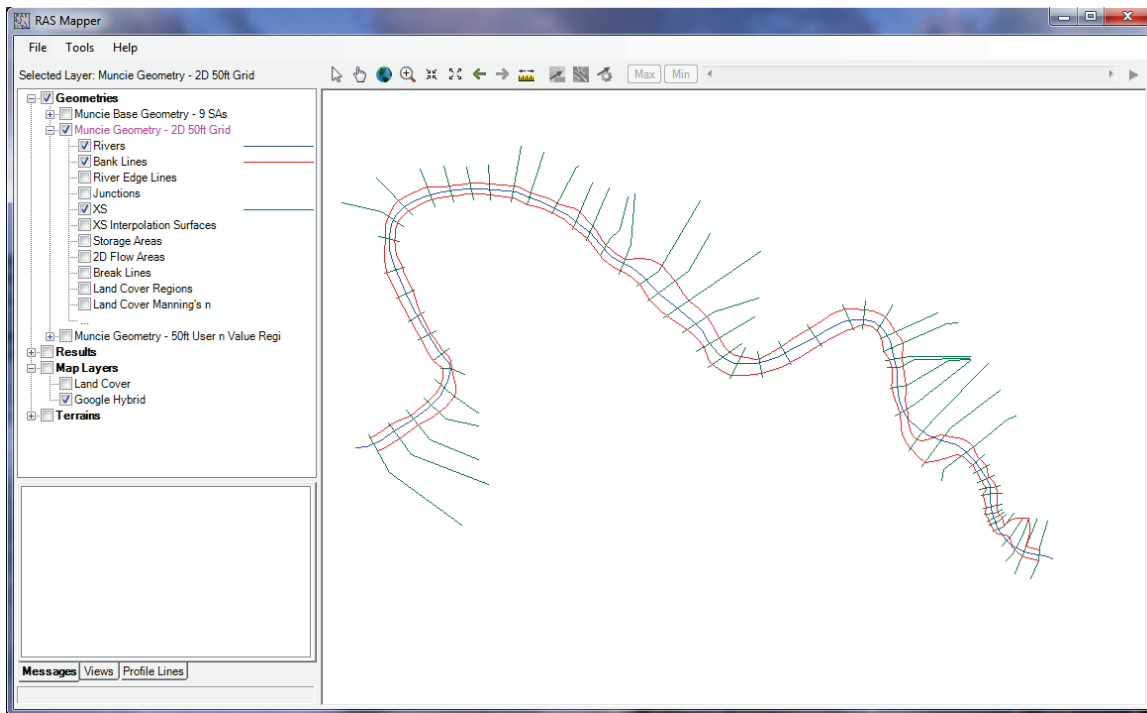 RAS Mapper
File Tools Help
Selected Layer: Muncie Geometry - 2D 50ft Grid
Max Min
Geometries
Muncie Base Geometry - 9 SAs
Muncie Geometry - 2D 50ft Grid
Rivers
Bank Lines
River Edge Lines
Junctions
XS
XS Interpolation Surfaces
Storage Areas
2D Flow Areas
Break Lines
Land Cover Regions
Land Cover Manning's n
...
Muncie Geometry - 50ft User n Value Regi
Results
Map Layers
Land Cover
Google Hybrid
Terrains
Messages Views Profile Lines